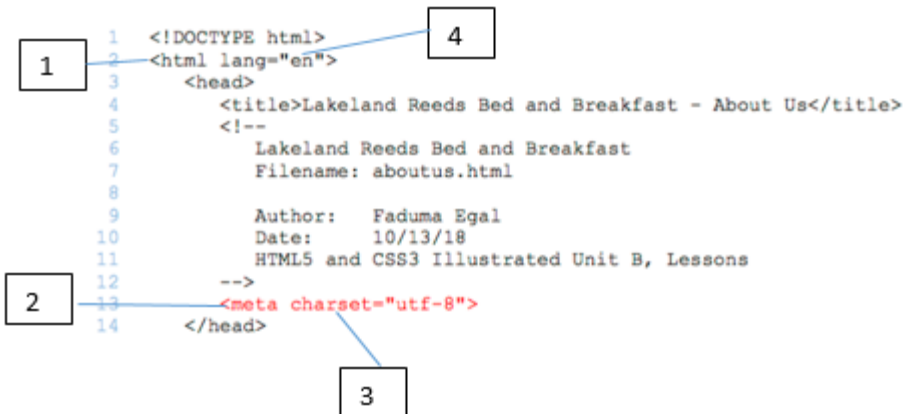 4
1 <!DOCTYPE html>
1
2 <html lang="en">
3 <head>
4 <title>Lakeland Reeds Bed and Breakfast - About Us</title>
5 <!--
6 Lakeland Reeds Bed and Breakfast
7 Filename: aboutus.html
8
9 Author: Faduma Egal
10 Date: 10/13/18
11 HTML5 and CSS3 Illustrated Unit B, Lessons
12 -->
2
13 <meta charset="utf-8">
14 </head>
3